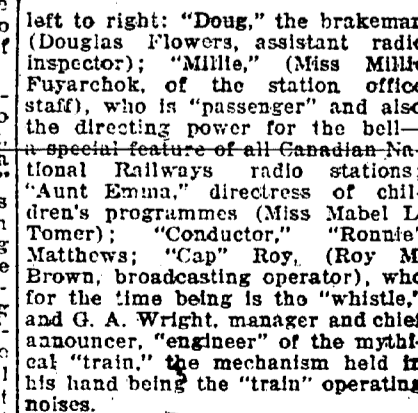 left to right: "Doug," the brakeman
(Douglas Flowers, assistant radio
inspector); "Millie," (Miss Millie
Fuyarchok, of the station office
staff), who is "passenger" and also
the directing power for the bell—
a special feature of all Canadian Na-
tional Railways radio stations;
"Aunt Emma," directress of chil-
dren's programmes (Miss Mabel L.
Tomer); "Conductor," "Ronnie"
Matthews; "Cap" Roy, (Roy M.
Brown, broadcasting operator), who
for the time being is the "whistle,"
and G. A. Wright, manager and chief
announcer, "engineer" of the mythi-
cal "train," the mechanism held in
his hand being the "train" operating
noises.